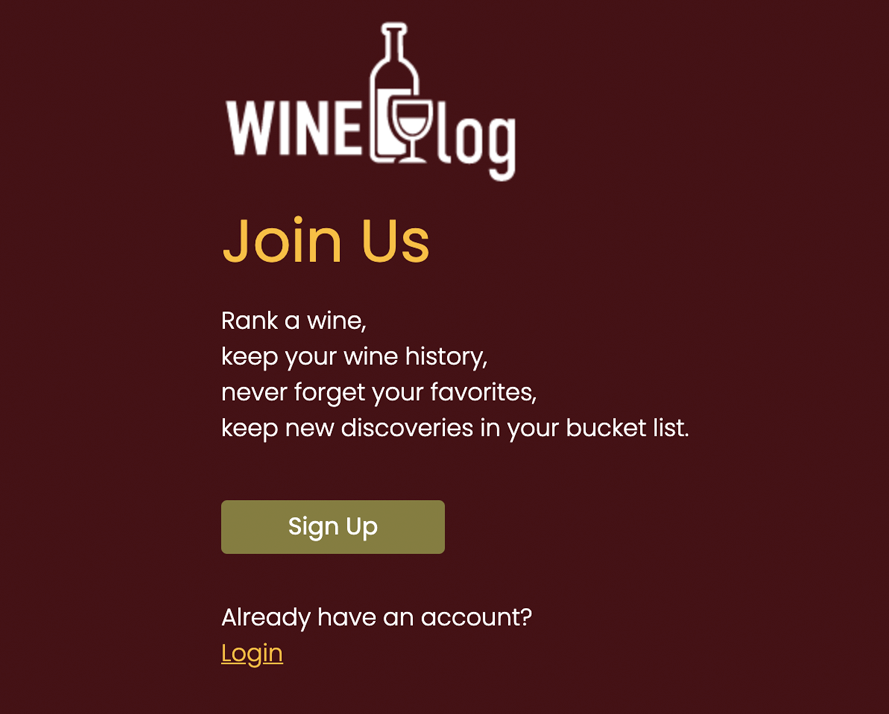 WINE log
Join Us
Rank a wine,
keep your wine history,
never forget your favorites,
keep new discoveries in your bucket list.
Sign Up
Already have an account?
Login